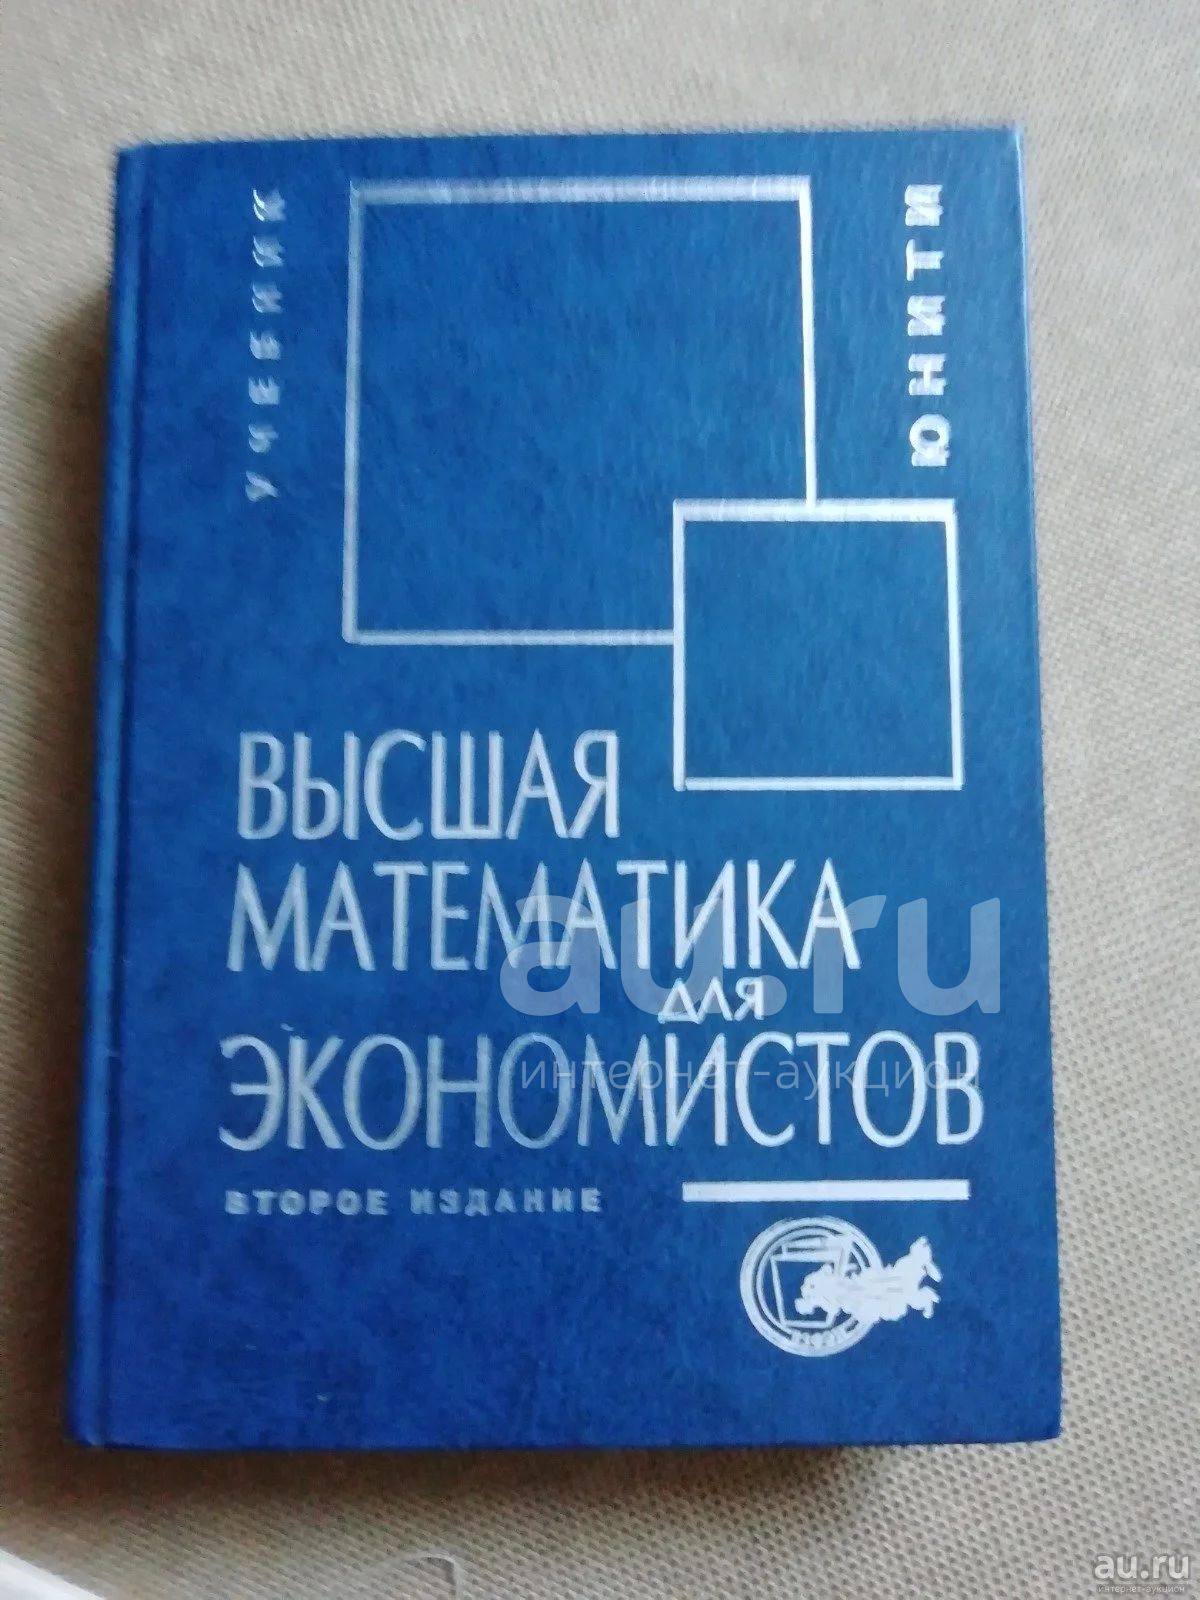 УЧЕБНИК
ЮНИТИ
ВЫСШАЯ
МАТЕМАТИКА
ДЛЯ
ЭКОНОМИСТОВ
ВТОРОЕ ИЗДАНИЕ
au.ru
интернет-аукцион
au.ru
интернет-аукцион